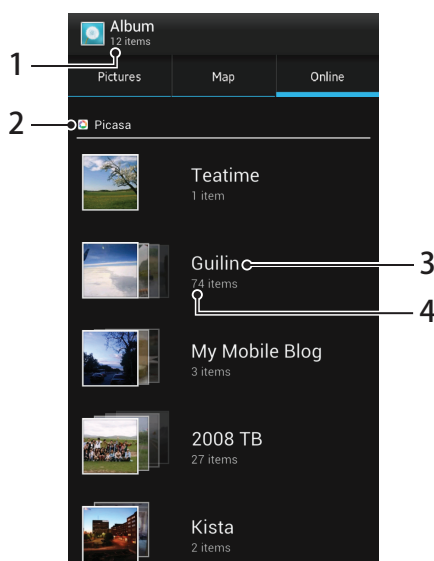 Album
12 items
1
Pictures Map Online
2
Picasa
Teatime
1 item
Guilin
3
74 items
4
My Mobile Blog
3 items
2008 TB
27 items
Kista
2 items